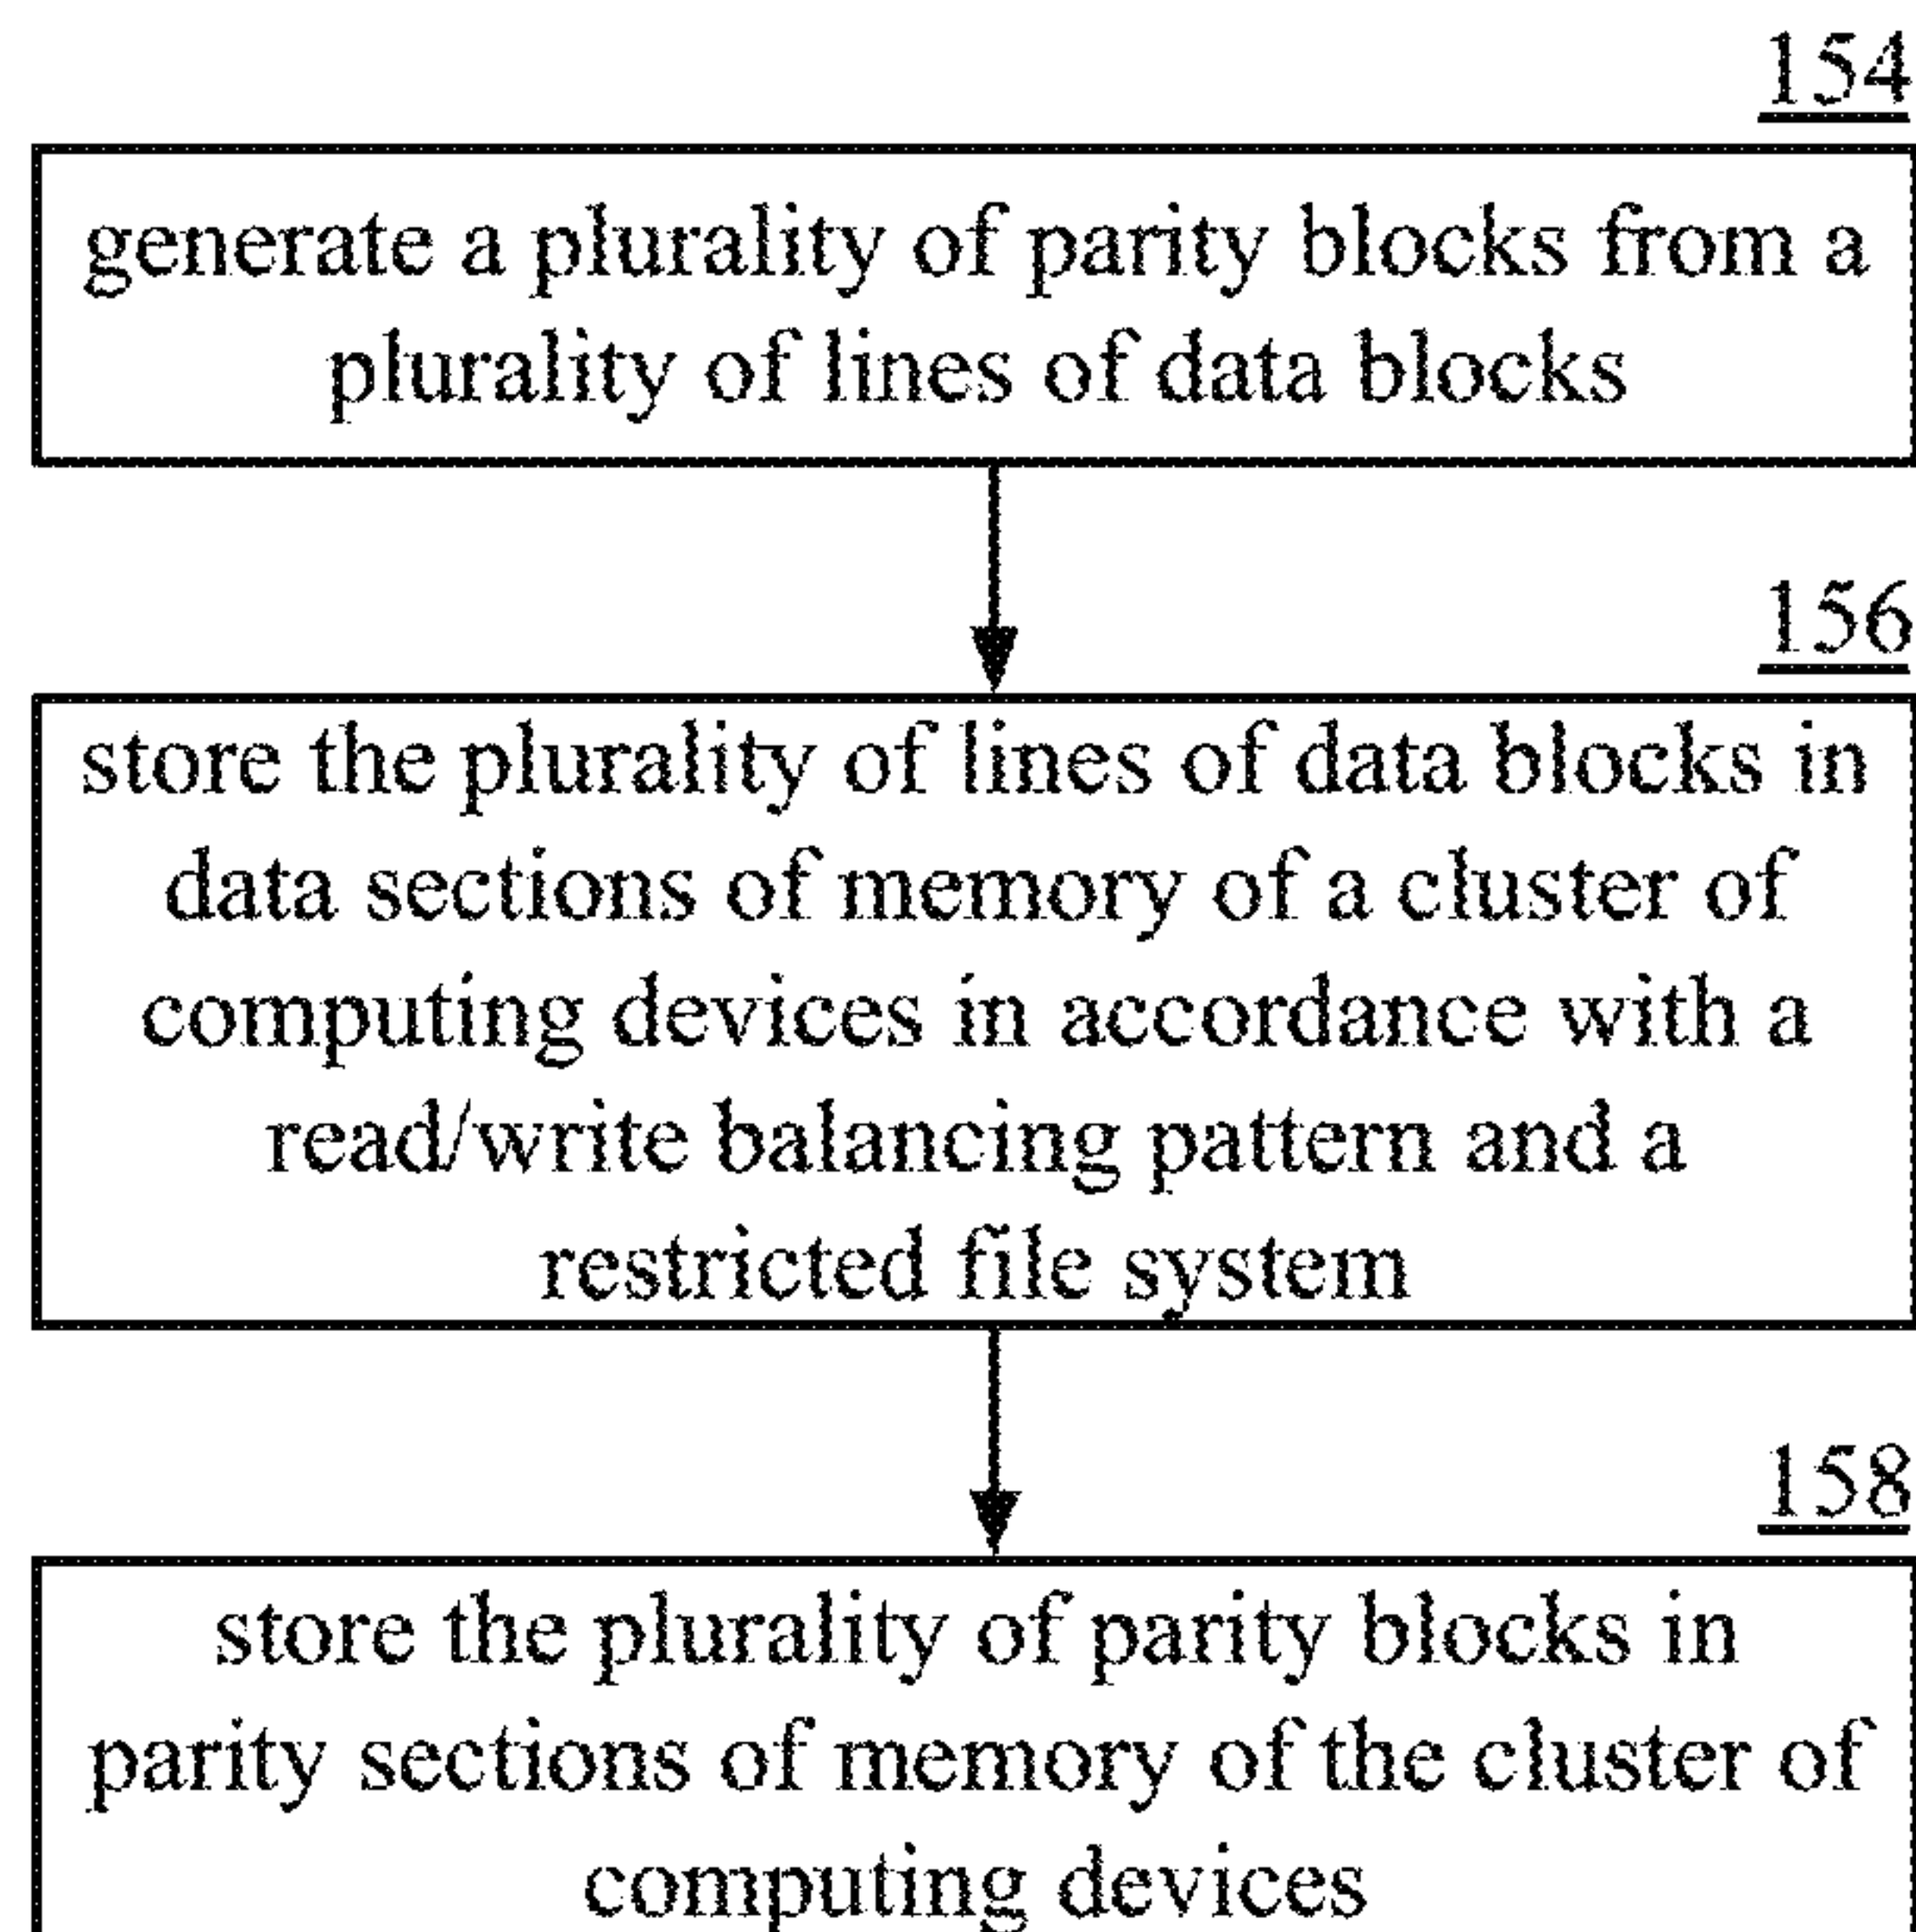 154
generate a plurality of parity blocks from a
plurality of lines of data blocks
156
store the plurality of lines of data blocks in
data sections of memory of a cluster of
computing devices in accordance with a
read/write balancing pattern and a
restricted file system
158
store the plurality of parity blocks in
parity sections of memory of the cluster of
computing devices